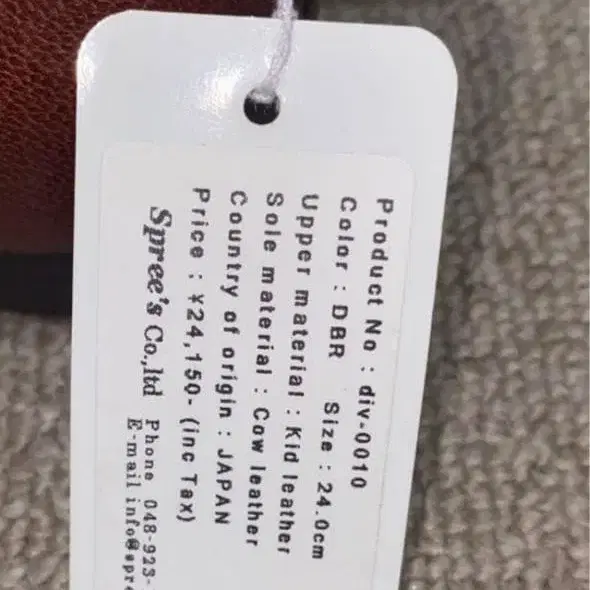 Product No : div-0010
Color : DBR Size : 24.0cm
Upper material : Kid leather
Sole material : Cow leather
Country of origin : JAPAN
Price : ¥24,150- (inc Tax)
Spree's Co.,ltd Phone 048-923-
E-mail info@spre